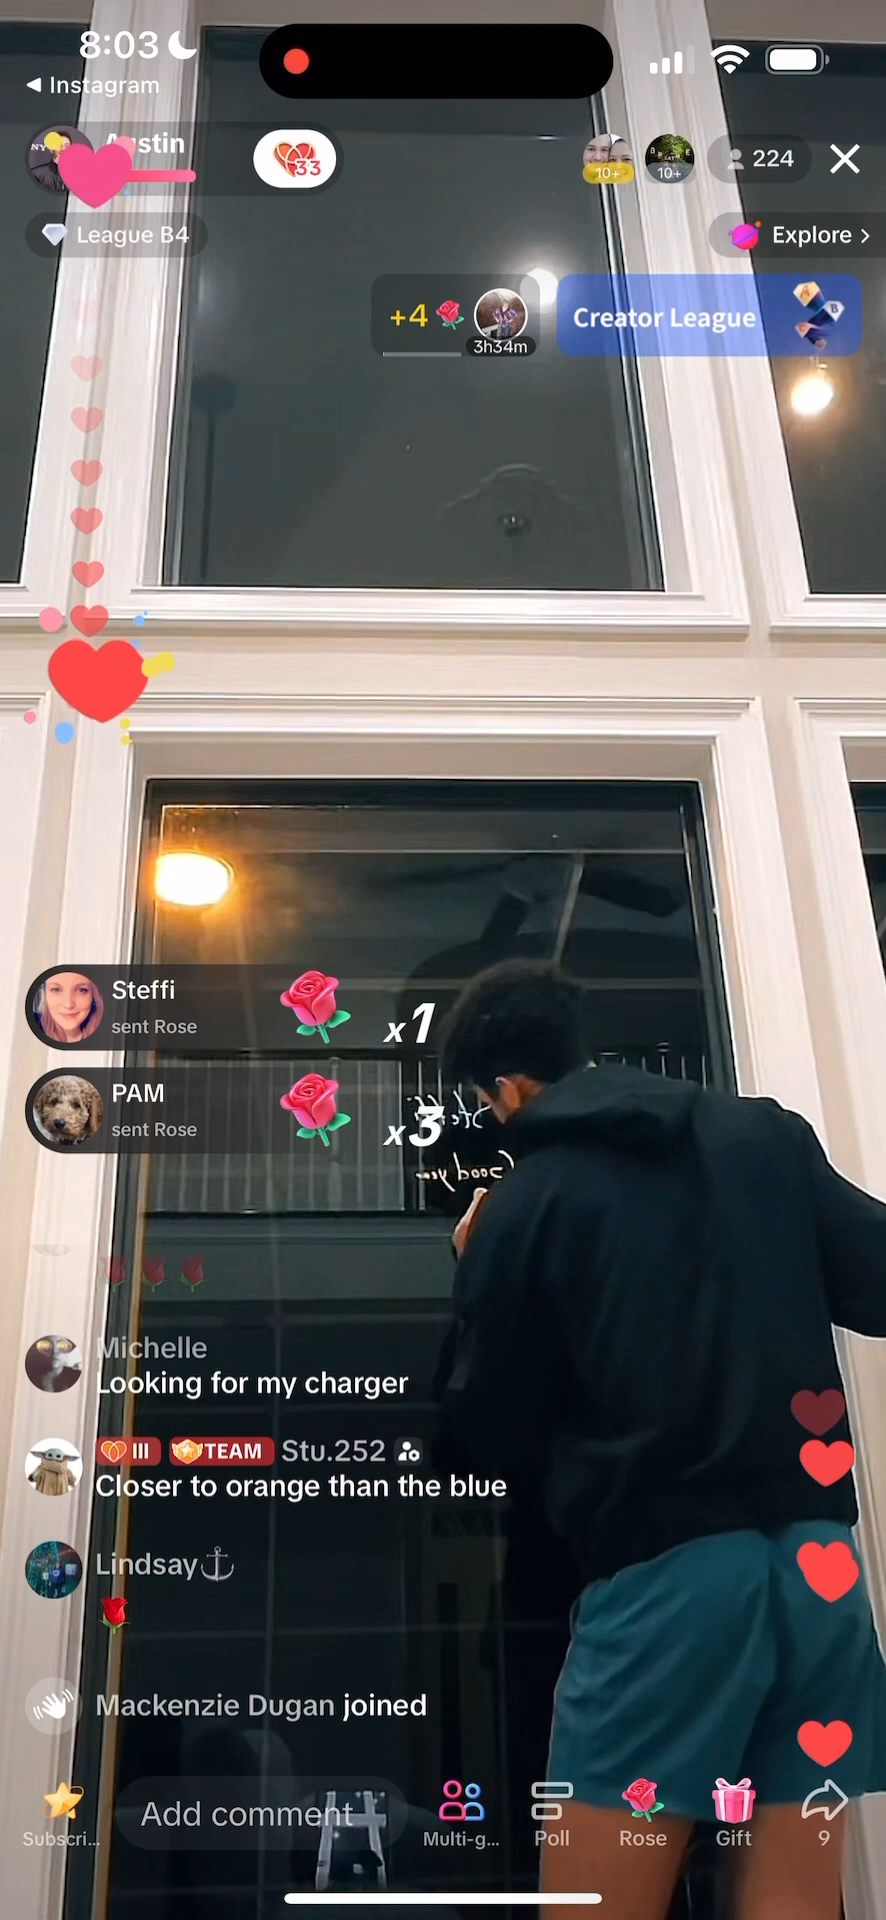 8:03
◀ Instagram
stin
33
10+
10+
224
League B4
Explore >
+4
3h34m
Creator League
Steffi
sent Rose
x1
PAM
sent Rose
x3
Good
Michelle
Looking for my charger
III TEAM Stu.252
Closer to orange than the blue
Lindsay⚓
Mackenzie Dugan joined
Add comment
Subscri...
Multi-g...
Poll
Rose
Gift
9